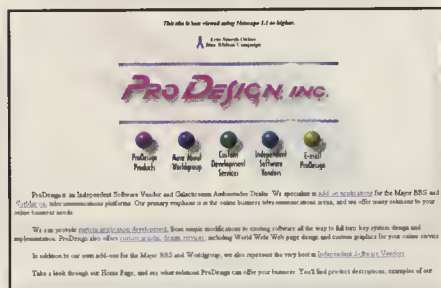 This site is best viewed using Netscape 1.1 or higher.
Free Speech Online
Blue Ribbon Campaign
PRODESIGN, INC.
ProDesign Products
More About Worldgroup
Custom Development Services
Independent Software Vendors
E-mail ProDesign
ProDesign is an Independent Software Vendor and Galacticomm Ambassador Dealer. We specialize in add-on applications for the Major BBS and
Worldgroup telecommunications platforms. Our primary emphasis is in the online business telecommunications arena, and we offer many solutions to your
online business needs.
We can provide custom application development, from simple modifications to existing software all the way to full turn key system design and
implementation. ProDesign also offers custom graphic design services, including World Wide Web page design and custom graphics for your online service
In addition to our own add-ons for the Major BBS and Worldgroup, we also represent the very best in Independent Software Vendors
Take a look through our Home Page, and see what solutions ProDesign can offer your business. You'll find product descriptions, examples of our